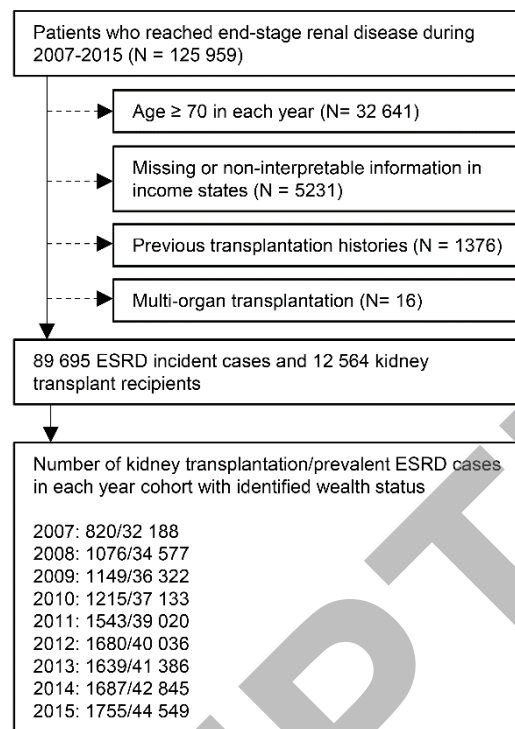 Patients who reached end-stage renal disease during
2007-2015 (N = 125 959)
Age ≥ 70 in each year (N= 32 641)
Missing or non-interpretable information in
income states (N = 5231)
Previous transplantation histories (N = 1376)
Multi-organ transplantation (N= 16)
89 695 ESRD incident cases and 12 564 kidney
transplant recipients
Number of kidney transplantation/prevalent ESRD cases
in each year cohort with identified wealth status
2007: 820/32 188
2008: 1076/34 577
2009: 1149/36 322
2010: 1215/37 133
2011: 1543/39 020
2012: 1680/40 036
2013: 1639/41 386
2014: 1687/42 845
2015: 1755/44 549
PT